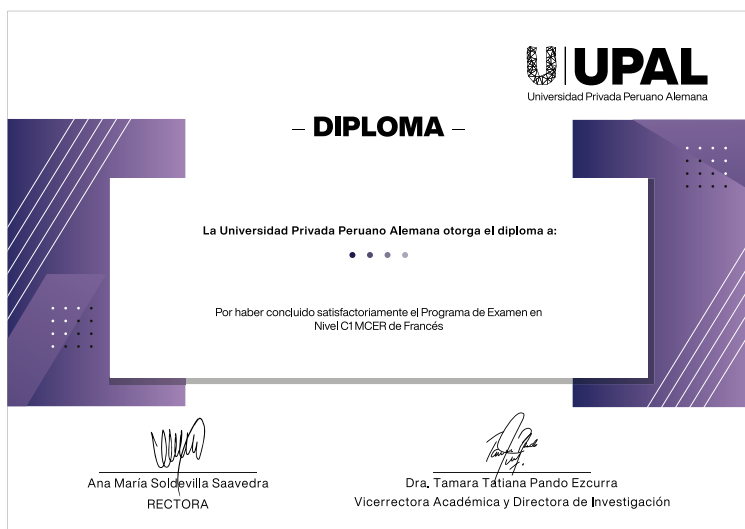 UPAL
Universidad Privada Peruano Alemana
– DIPLOMA –
La Universidad Privada Peruano Alemana otorga el diploma a:
Por haber concluido satisfactoriamente el Programa de Examen en
Nivel C1 MCER de Francés
Ana María Soldevilla Saavedra
RECTORA
Dra. Tamara Tatiana Pando Ezcurra
Vicerrectora Académica y Directora de Investigación